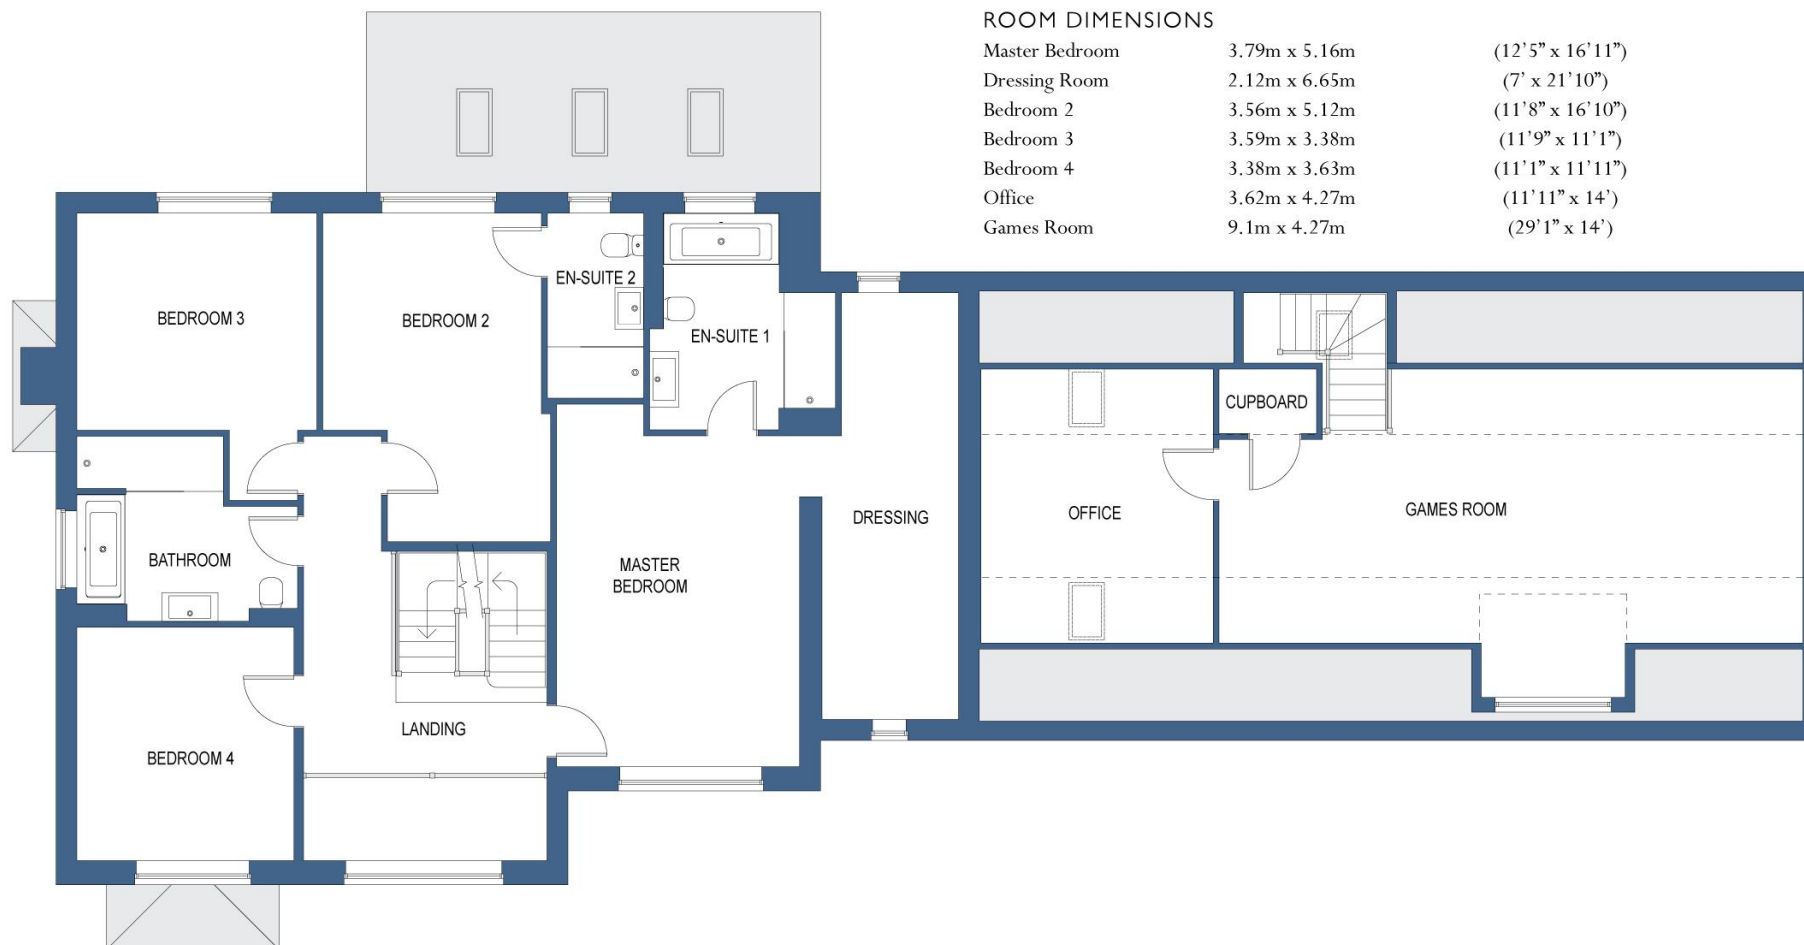 ROOM DIMENSIONS
Master Bedroom 3.79m x 5.16m (12'5" x 16'11")
Dressing Room 2.12m x 6.65m (7' x 21'10")
Bedroom 2 3.56m x 5.12m (11'8" x 16'10")
Bedroom 3 3.59m x 3.38m (11'9" x 11'1")
Bedroom 4 3.38m x 3.63m (11'1" x 11'11")
Office 3.62m x 4.27m (11'11" x 14')
Games Room 9.1m x 4.27m (29'1" x 14')
EN-SUITE 2
BEDROOM 3
BEDROOM 2
EN-SUITE 1
CUPBOARD
DRESSING
OFFICE
GAMES ROOM
BATHROOM
MASTER
BEDROOM
LANDING
BEDROOM 4